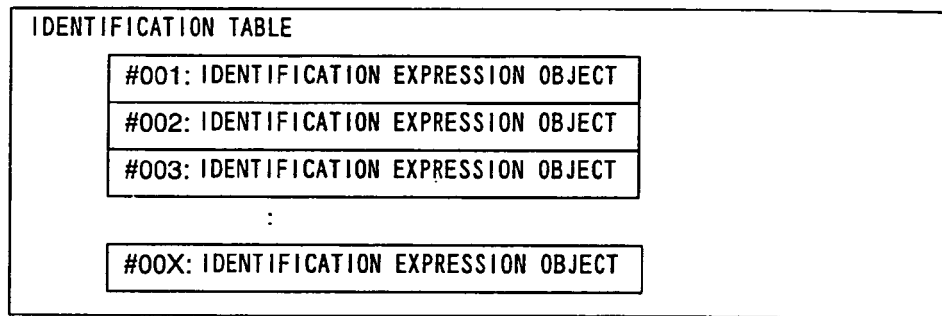 IDENTIFICATION TABLE
#001: IDENTIFICATION EXPRESSION OBJECT
#002: IDENTIFICATION EXPRESSION OBJECT
#003: IDENTIFICATION EXPRESSION OBJECT
:
#00X: IDENTIFICATION EXPRESSION OBJECT